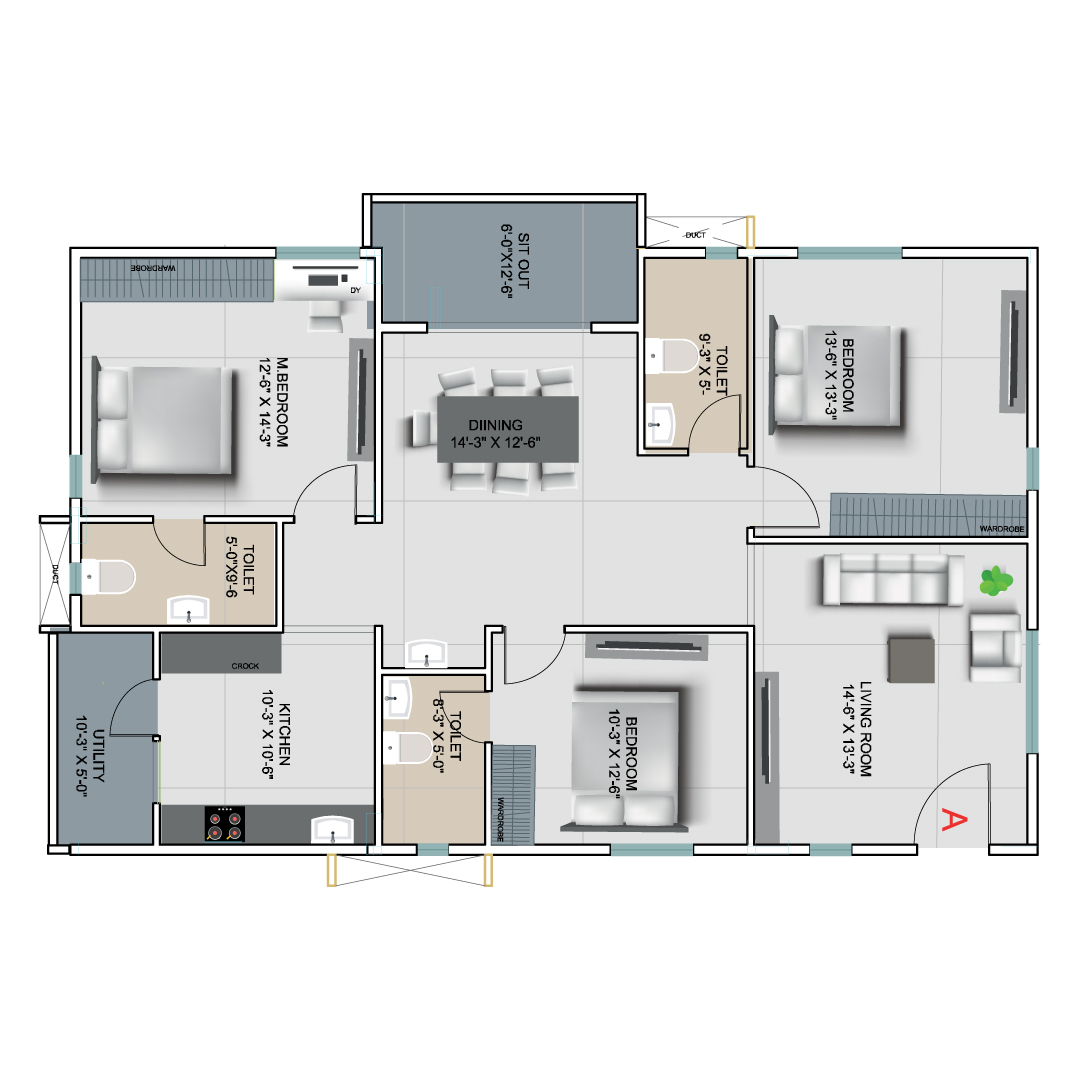 SIT OUT
6'-0"X12'-6"
DUCT
WARDROBE
DY
M.BEDROOM
12'-6" X 14'-3"
DIINING
14'-3" X 12'-6"
TOILET
9'-3" X 5'-
BEDROOM
13'-6" X 13'-3"
WARDROBE
DUCT
TOILET
5'-0"X9'-6
CROCK
KITCHEN
10'-3" X 10'-6"
UTILITY
10'-3" X 5'-0"
TOILET
8'-3" X 5'-0"
WARDROBE
BEDROOM
10'-3" X 12'-6"
LIVING ROOM
14'-6" X 13'-3"
A